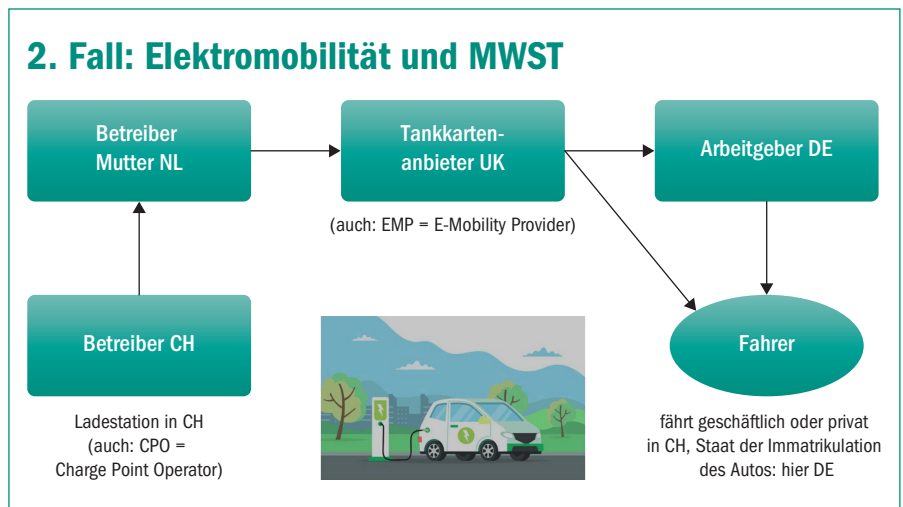 2. Fall: Elektromobilität und MWST
Betreiber
Mutter NL
Tankkarten-
anbieter UK
Arbeitgeber DE
(auch: EMP = E-Mobility Provider)
Betreiber CH
Fahrer
Ladestation in CH
(auch: CPO =
Charge Point Operator)
fährt geschäftlich oder privat
in CH, Staat der Immatrikulation
des Autos: hier DE